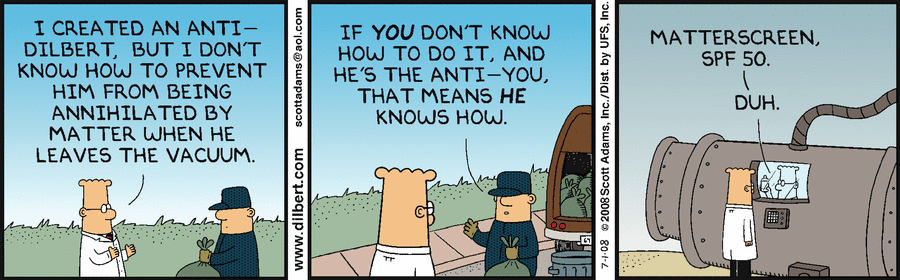 I CREATED AN ANTI-
DILBERT, BUT I DON'T
KNOW HOW TO PREVENT
HIM FROM BEING
ANNIHILATED BY
MATTER WHEN HE
LEAVES THE VACUUM.
www.dilbert.com scottadams@aol.com
IF YOU DON'T KNOW
HOW TO DO IT, AND
HE'S THE ANTI-YOU,
THAT MEANS HE
KNOWS HOW.
7-1-08 © 2008 Scott Adams, Inc./Dist. by UFS, Inc.
MATTERSCREEN,
SPF 50.
DUH.